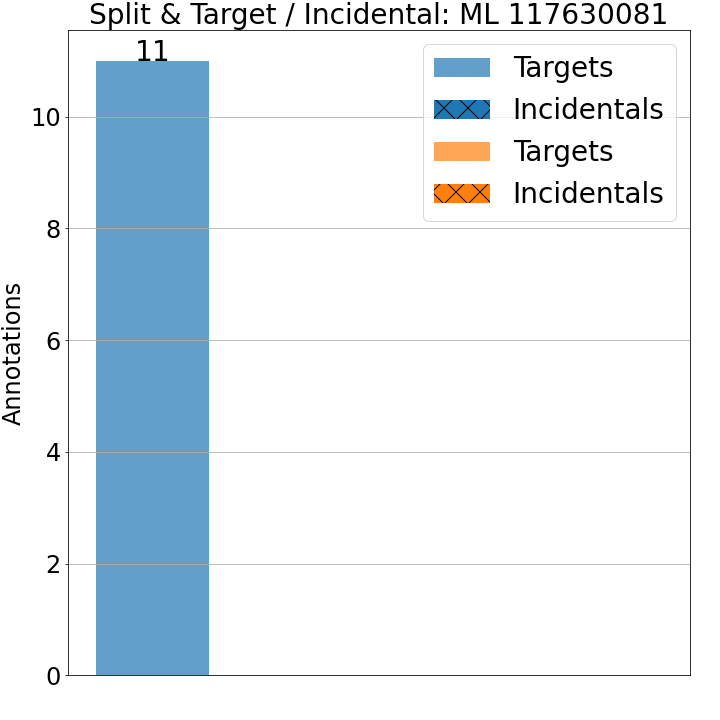 Split & Target / Incidental: ML 117630081
11
Targets
Incidentals
Targets
Incidentals
Annotations
10
8
6
4
2
0